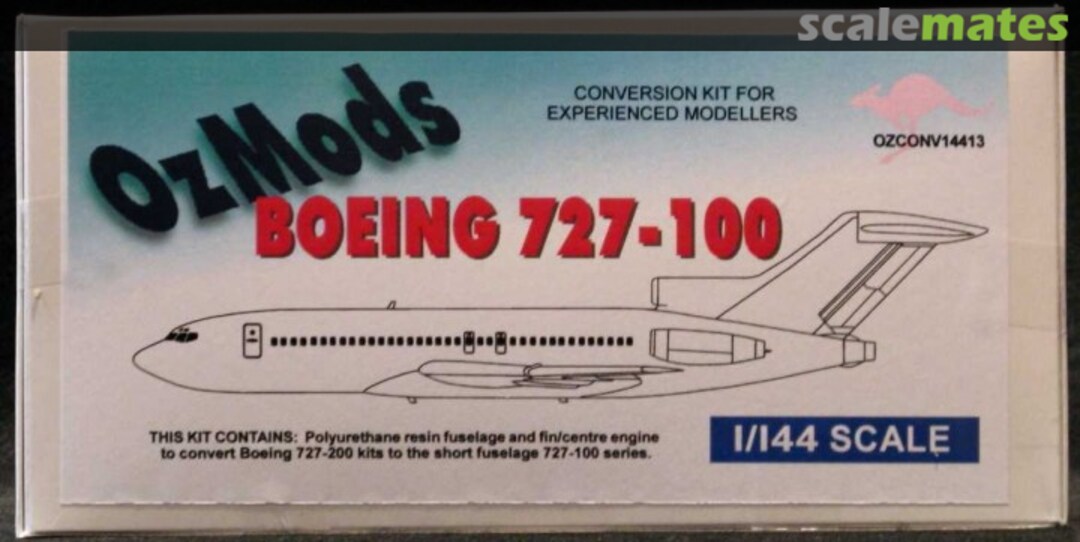 scalemates
OzMods
CONVERSION KIT FOR
EXPERIENCED MODELLERS
OZCONV14413
BOEING 727-100
THIS KIT CONTAINS: Polyurethane resin fuselage and fin/centre engine
to convert Boeing 727-200 kits to the short fuselage 727-100 series.
1/144 SCALE